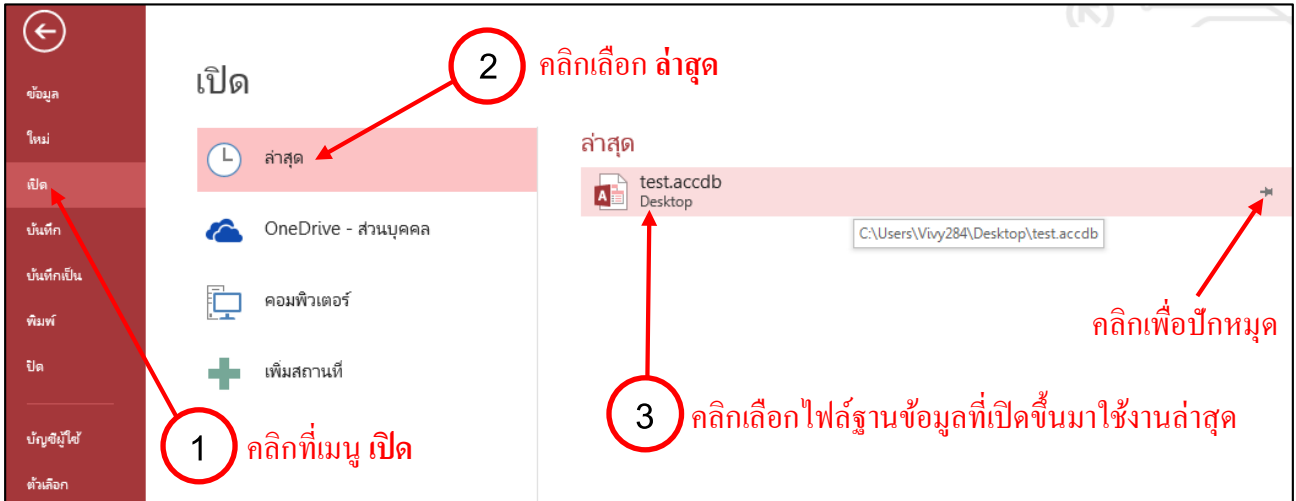 ข้อมูล
ใหม่
เปิด
บันทึก
บันทึกเป็น
พิมพ์
ปิด
บัญชีผู้ใช้
ตัวเลือก
เปิด
2 คลิกเลือก ล่าสุด
ล่าสุด
OneDrive - ส่วนบุคคล
คอมพิวเตอร์
เพิ่มสถานที่
1 คลิกที่เมนู เปิด
ล่าสุด
test.accdb
Desktop
C:\Users\Vivy284\Desktop\test.accdb
คลิกเพื่อปักหมุด
3 คลิกเลือกไฟล์ฐานข้อมูลที่เปิดขึ้นมาใช้งานล่าสุด